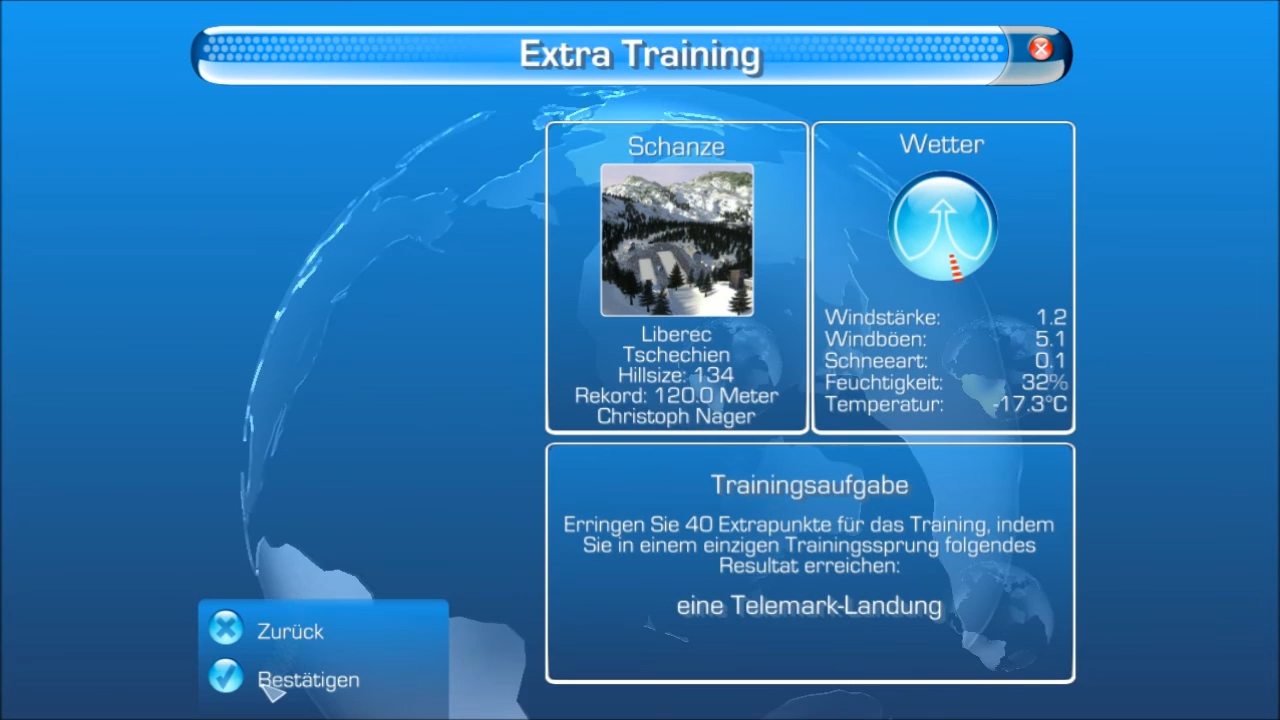 Extra Training
Schanze
Liberec
Tschechien
Hillsize: 134
Rekord: 120.0 Meter
Christoph Nager
Wetter
Windstärke: 1.2
Windböen: 5.1
Schneeart: 0.1
Feuchtigkeit: 32%
Temperatur: -17.3°C
Trainingsaufgabe
Erringen Sie 40 Extrapunkte für das Training, indem
Sie in einem einzigen Trainingssprung folgendes
Resultat erreichen:
eine Telemark-Landung
Zurück
Bestätigen